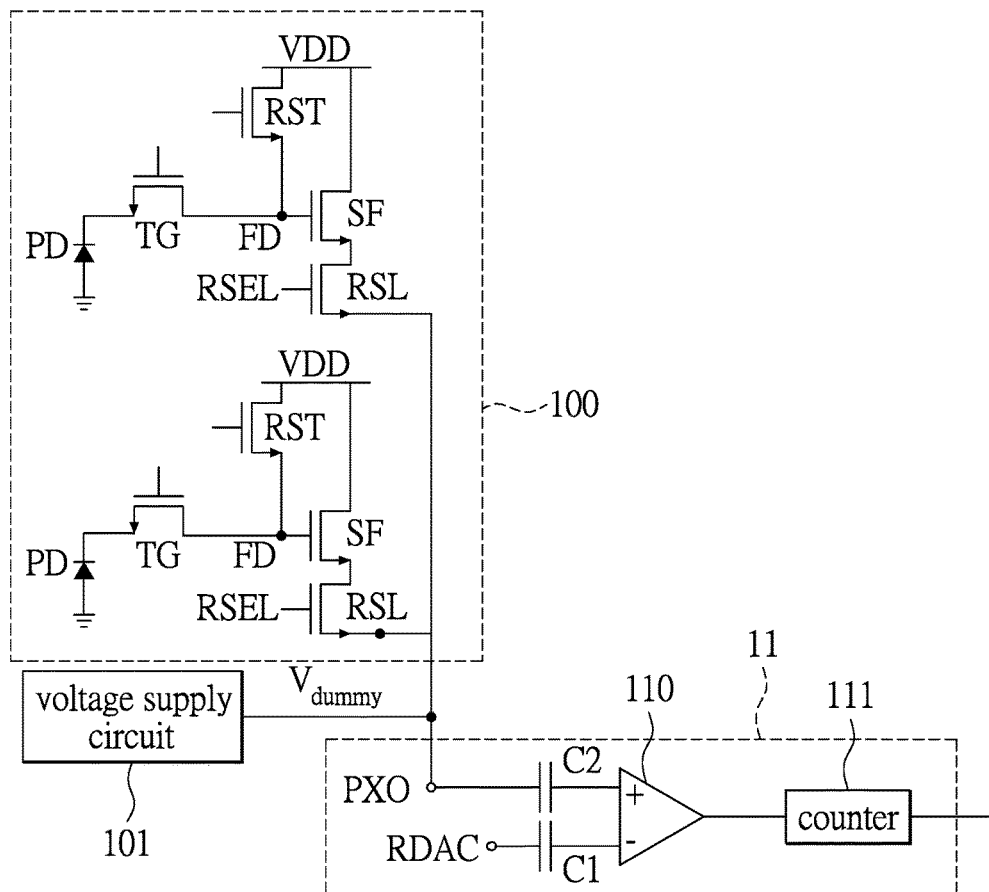 VDD
RST
SF
PD
TG
FD
RSEL
RSL
VDD
100
RST
SF
PD
TG
FD
RSEL
RSL
V_dummy
voltage supply
circuit
101
11
110
111
C2
PXO
+
counter
RDAC
-
C1